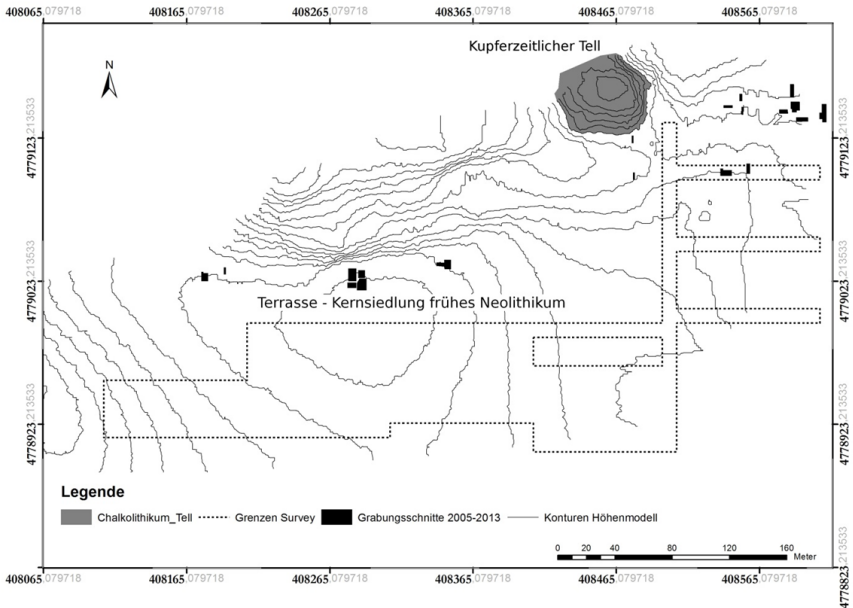 408065,079718 408165,079718 408265,079718 408365,079718 408465,079718 408565,079718
Kupferzeitlicher Tell
N
4779123,213533 4779123,213533
4779023,213533 4779023,213533
Terrasse - Kernsiedlung frühes Neolithikum
4778923,213533 4778923,213533
Legende
Chalkolithikum_Tell Grenzen Survey Grabungsschnitte 2005-2013 Konturen Höhenmodell
0 20 40 80 120 160
Meter
4778823,213533
408065,079718 408165,079718 408265,079718 408365,079718 408465,079718 408565,079718